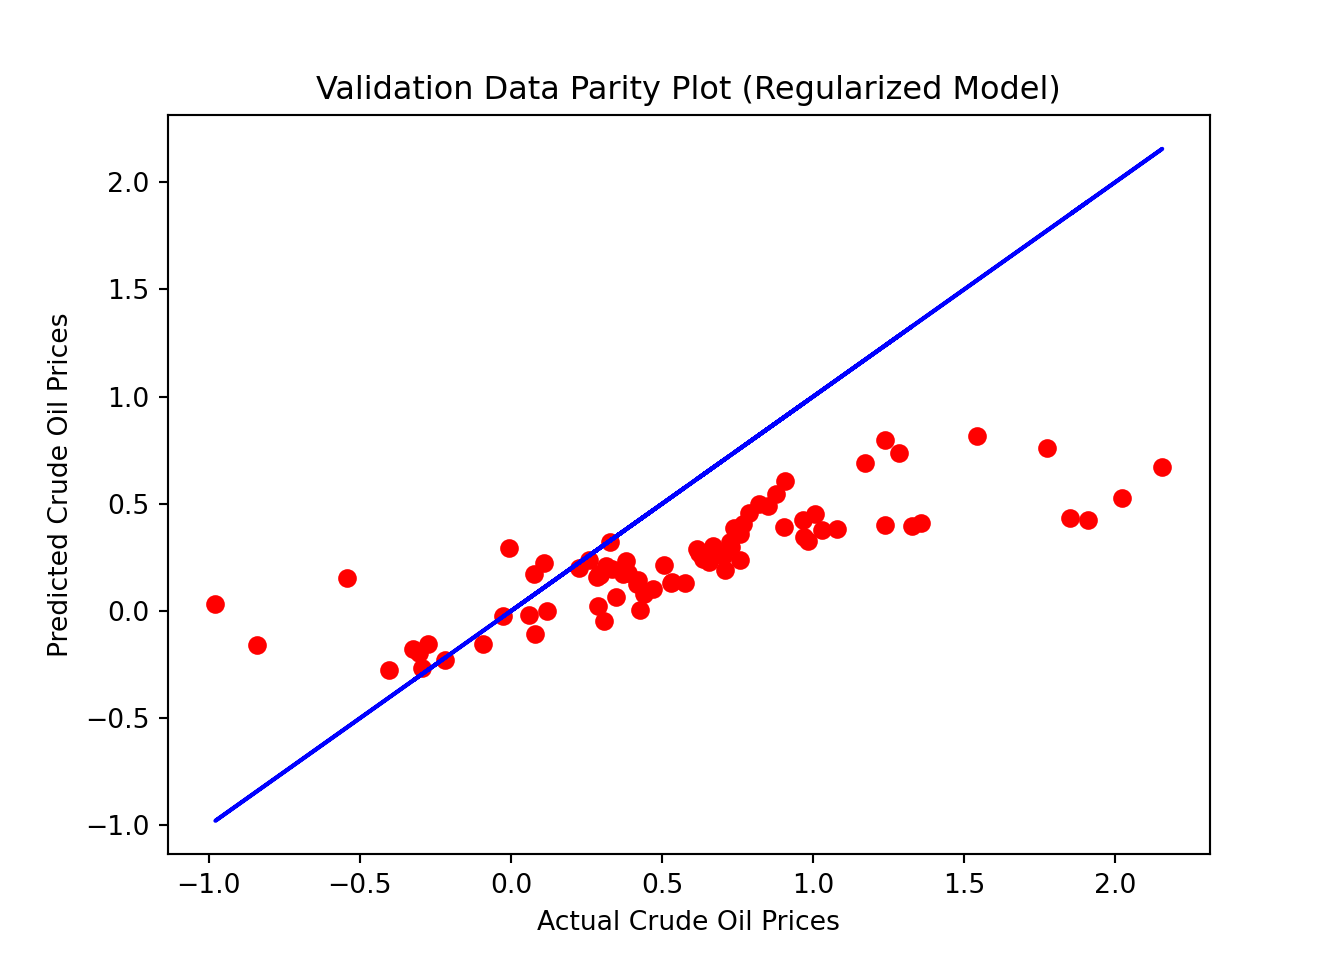 Validation Data Parity Plot (Regularized Model)
2.0
1.5
1.0
0.5
0.0
−0.5
−1.0
Predicted Crude Oil Prices
−1.0 −0.5 0.0 0.5 1.0 1.5 2.0
Actual Crude Oil Prices